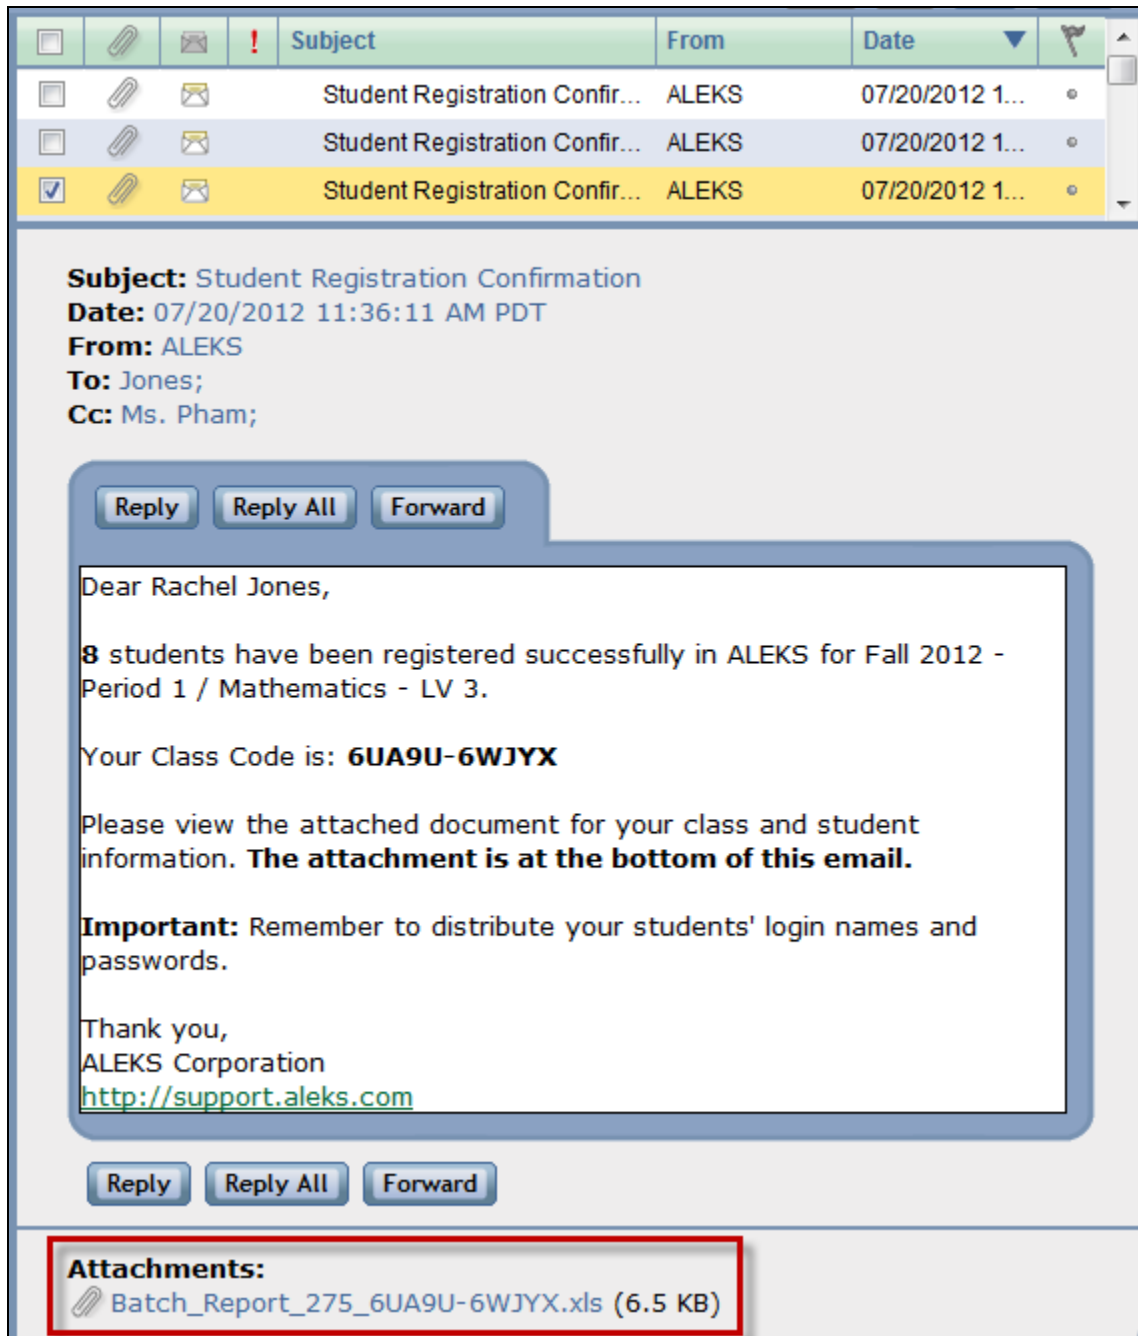 ! Subject From Date
Student Registration Confir... ALEKS 07/20/2012 1...
Student Registration Confir... ALEKS 07/20/2012 1...
Student Registration Confir... ALEKS 07/20/2012 1...
Subject: Student Registration Confirmation
Date: 07/20/2012 11:36:11 AM PDT
From: ALEKS
To: Jones;
Cc: Ms. Pham;
Reply Reply All Forward
Dear Rachel Jones,
8 students have been registered successfully in ALEKS for Fall 2012 -
Period 1 / Mathematics - LV 3.
Your Class Code is: 6UA9U-6WJYX
Please view the attached document for your class and student
information. The attachment is at the bottom of this email.
Important: Remember to distribute your students' login names and
passwords.
Thank you,
ALEKS Corporation
http://support.aleks.com
Reply Reply All Forward
Attachments:
Batch_Report_275_6UA9U-6WJYX.xls (6.5 KB)